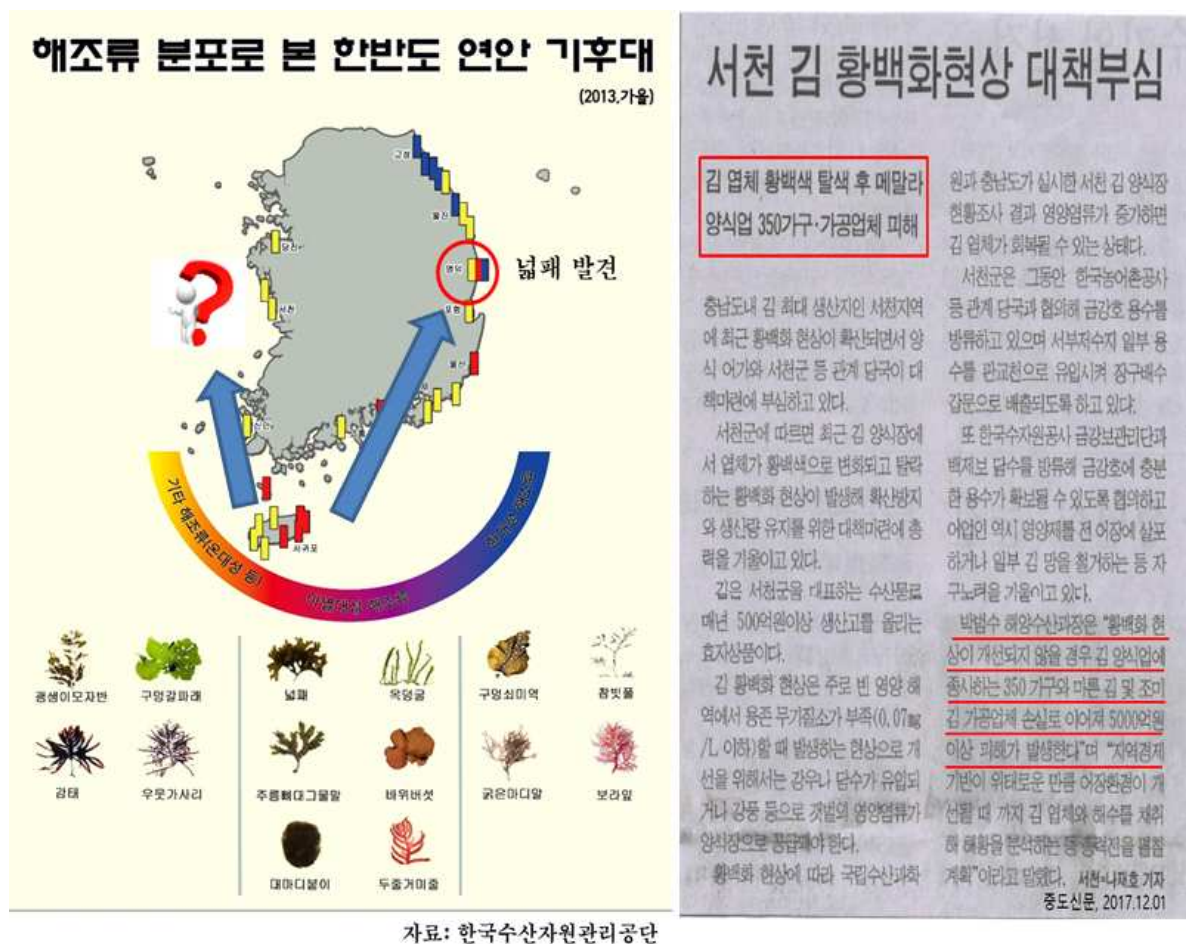 해조류 분포로 본 한반도 연안 기후대
(2013,가을)
고성
울진
당진
영덕
넓패 발견
서천
포항
울산
신안
서귀포
기타 해조류(온대성 등)
아열대성 해조류
한대성 해조류
괭생이모자반
구멍갈파래
넓패
옥덩굴
구멍쇠미역
참빗풀
감태
우뭇가사리
주름뼈대그물말
바위버섯
굵은마디말
보라잎
대마디붙이
두줄거미줄
자료: 한국수산자원관리공단
서천 김 황백화현상 대책부심
김 엽체 황백색 탈색 후 메말라
양식업 350가구·가공업체 피해
충남도내 김 최대 생산지인 서천지역
에 최근 황백화 현상이 확산되면서 양
식 어가와 서천군 등 관계 당국이 대
책마련에 부심하고 있다.
서천군에 따르면 최근 김 양식장에
서 엽체가 황백색으로 변화되고 탈락
하는 황백화 현상이 발생해 확산방지
와 생산량 유지를 위한 대책마련에 총
력을 기울이고 있다.
김은 서천군을 대표하는 수산물로
매년 500억원이상 생산고를 올리는
효자상품이다.
김 황백화 현상은 주로 빈 영양 해
역에서 용존 무기질소가 부족(0.07㎎
/L 이하)할 때 발생하는 현상으로 개
선을 위해서는 강우나 담수가 유입되
거나 강풍 등으로 갯벌의 영양염류가
양식장으로 공급돼야 한다.
황백화 현상에 따라 국립수산과학
원과 충남도가 실시한 서천 김 양식장
현황조사 결과 영양염류가 증가하면
김 엽체가 회복될 수 있는 상태다.
서천군은 그동안 한국농어촌공사
등 관계 당국과 협의해 금강호 용수를
방류하고 있으며 서부저수지 일부 용
수를 판교천으로 유입시켜 장구배수
갑문으로 배출되도록 하고 있다.
또 한국수자원공사 금강보관리단과
백제보 담수를 방류해 금강호에 충분
한 용수가 확보될 수 있도록 협의하고
어업인 역시 영양제를 전 어장에 살포
하거나 일부 김 망을 철거하는 등 자
구노력을 기울이고 있다.
박범수 해양수산과장은 "황백화 현
상이 개선되지 않을 경우 김 양식업에
종사하는 350 가구와 마른 김 및 조미
김 가공업체 손실로 이어져 5000억원
이상 피해가 발생한다"며 "지역경제
기반이 위태로운 만큼 어장환경이 개
선될 때 까지 김 엽체와 해수를 채취
해 해황을 분석하는 등 총력전을 펼칠
계획"이라고 말했다. 서천=나재호 기자
중도신문, 2017.12.01